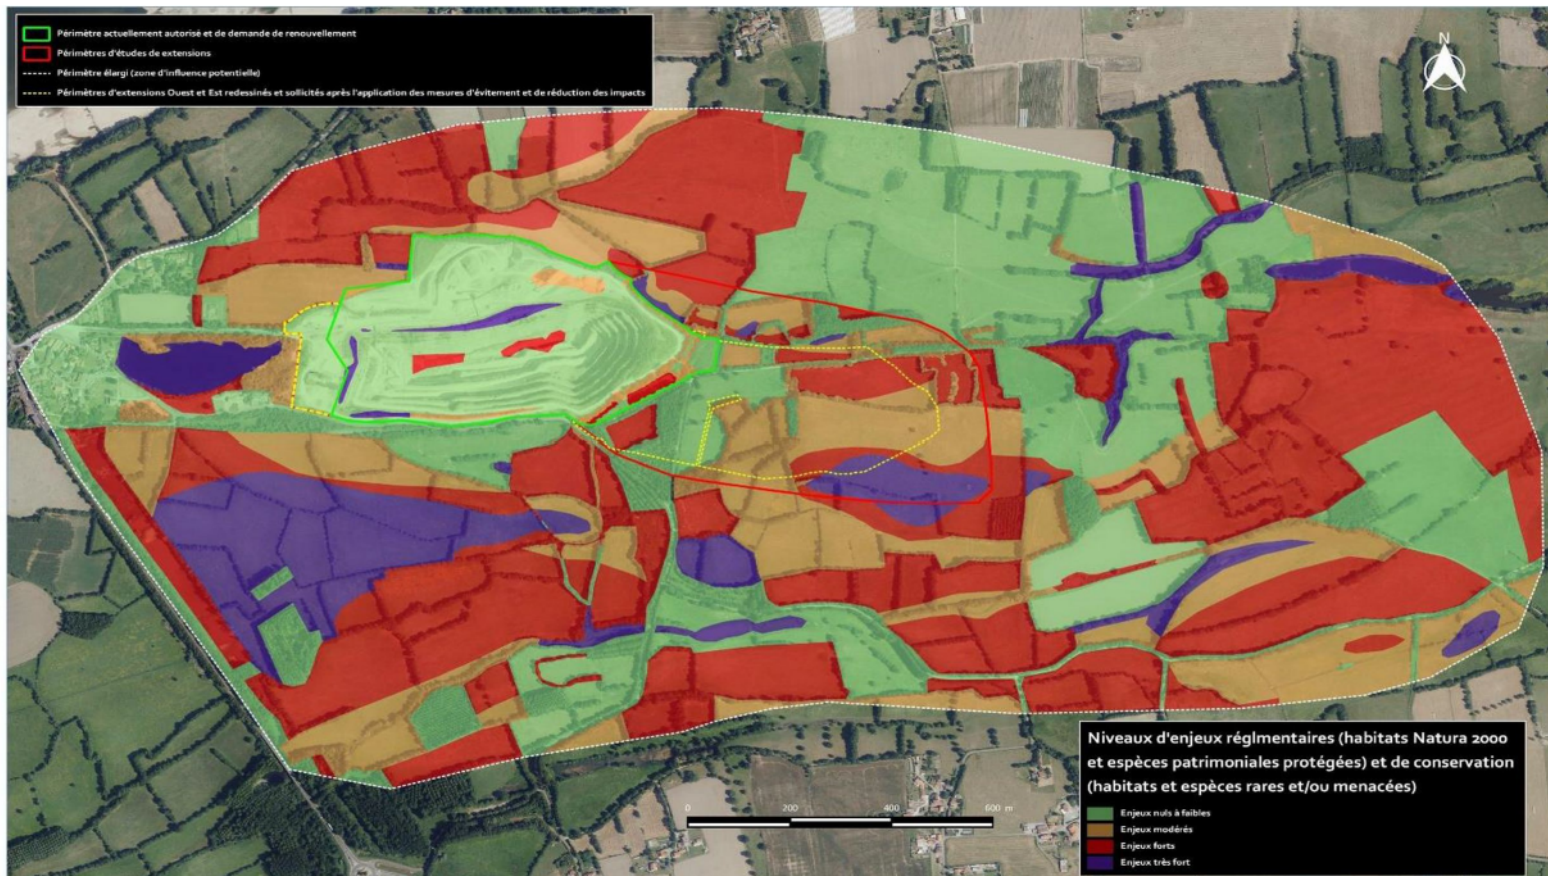 Périmètre actuellement autorisé et de demande de renouvellement
Périmètres d'études de extensions
Périmètre élargi (zone d'influence potentielle)
Périmètres d'extensions Ouest et Est redessinés et sollicités après l'application des mesures d'évitement et de réduction des impacts
N
0 200 400 600 m
Niveaux d'enjeux réglmentaires (habitats Natura 2000
et espèces patrimoniales protégées) et de conservation
(habitats et espèces rares et/ou menacées)
Enjeux nuls à faibles
Enjeux modérés
Enjeux forts
Enjeux très fort